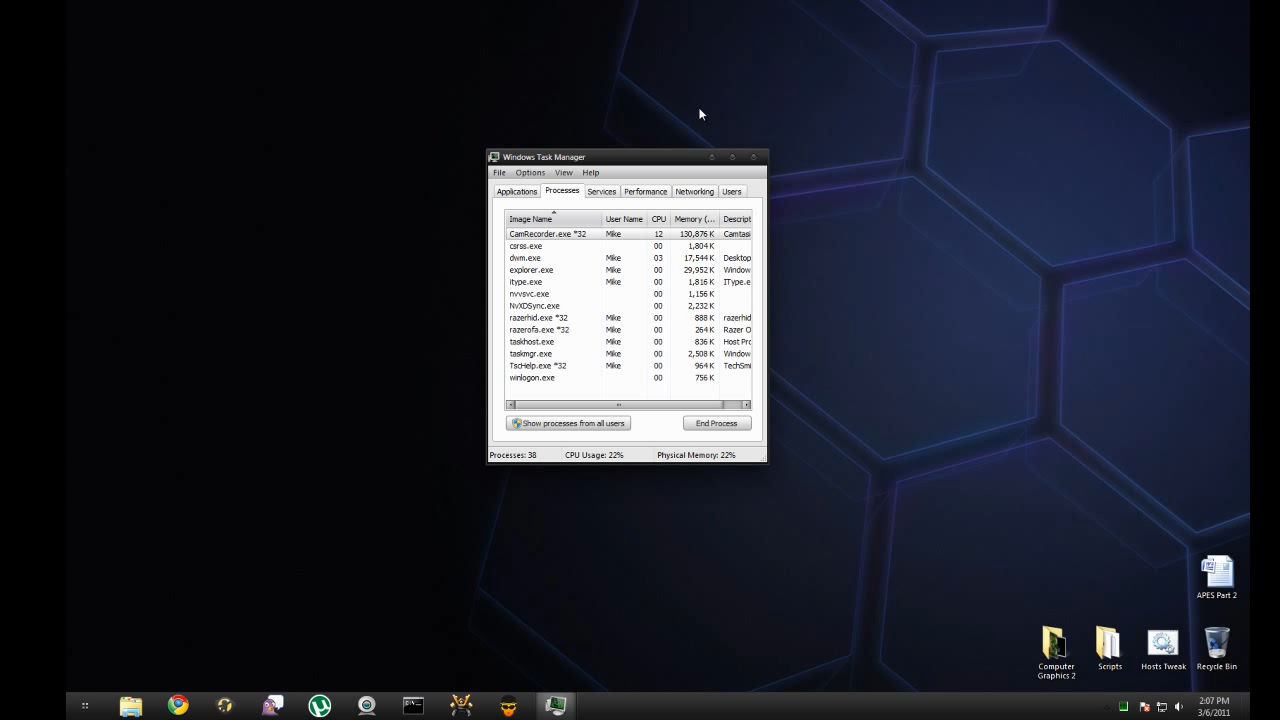 Windows Task Manager
File Options View Help
Applications Processes Services Performance Networking Users
Image Name User Name CPU Memory (... Descript
CamRecorder.exe *32 Mike 12 130,876 K Camtasi
csrss.exe 00 1,804 K
dwm.exe Mike 03 17,544 K Desktop
explorer.exe Mike 00 29,952 K Window
itype.exe Mike 00 1,816 K IType.e
nvvsvc.exe 00 1,156 K
NvXDSync.exe 00 2,232 K
razerhid.exe *32 Mike 00 888 K razerhid
razerofa.exe *32 Mike 00 264 K Razer O
taskhost.exe Mike 00 836 K Host Pro
taskmgr.exe Mike 00 2,508 K Window
TscHelp.exe *32 Mike 00 964 K TechSmi
winlogon.exe 00 756 K
Show processes from all users End Process
Processes: 38 CPU Usage: 22% Physical Memory: 22%
APES Part 2
Computer Graphics 2
Scripts
Hosts Tweak
Recycle Bin
2:07 PM
3/6/2011